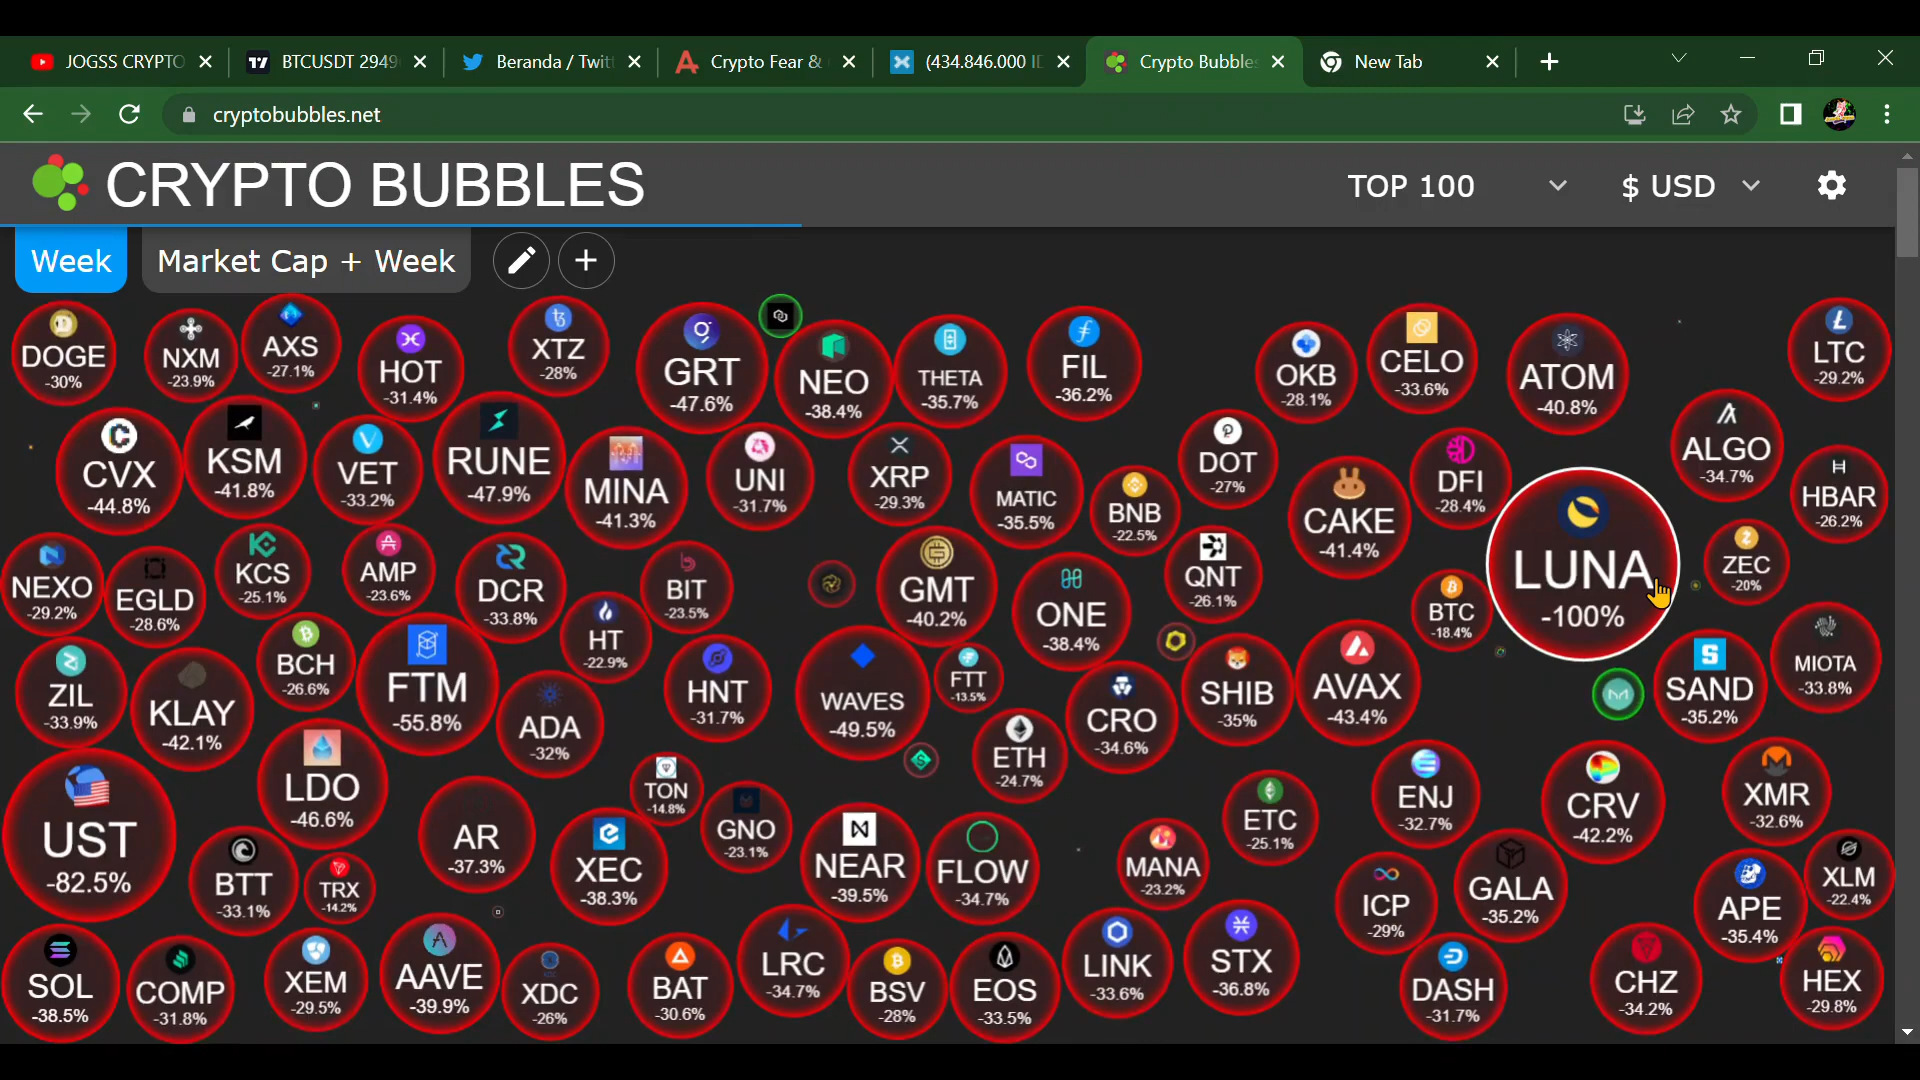 JOGSS CRYPTO
BTCUSDT 2949
Beranda / Twit
Crypto Fear &
(434.846.000 ID
Crypto Bubbles
New Tab
cryptobubbles.net
CRYPTO BUBBLES
TOP 100
$ USD
Week
Market Cap + Week
DOGE
-30%
NXM
-23.9%
AXS
-27.1%
HOT
-31.4%
XTZ
-28%
GRT
-47.6%
NEO
-38.4%
THETA
-35.7%
FIL
-36.2%
OKB
-28.1%
CELO
-33.6%
ATOM
-40.8%
LTC
-29.2%
CVX
-44.8%
KSM
-41.8%
VET
-33.2%
RUNE
-47.9%
MINA
-41.3%
UNI
-31.7%
XRP
-29.3%
MATIC
-35.5%
BNB
-22.5%
DOT
-27%
CAKE
-41.4%
DFI
-28.4%
LUNA
-100%
ALGO
-34.7%
HBAR
-26.2%
NEXO
-29.2%
EGLD
-28.6%
KCS
-25.1%
AMP
-23.6%
DCR
-33.8%
HT
-22.9%
BIT
-23.5%
GMT
-40.2%
ONE
-38.4%
QNT
-26.1%
BTC
-18.4%
ZEC
-20%
ZIL
-33.9%
KLAY
-42.1%
BCH
-26.6%
FTM
-55.8%
ADA
-32%
HNT
-31.7%
WAVES
-49.5%
FTT
-13.5%
CRO
-34.6%
SHIB
-35%
AVAX
-43.4%
SAND
-35.2%
MIOTA
-33.8%
UST
-82.5%
LDO
-46.6%
AR
-37.3%
TON
-14.8%
ETH
-24.7%
ETC
-25.1%
ENJ
-32.7%
CRV
-42.2%
XMR
-32.6%
BTT
-33.1%
TRX
-14.2%
XEC
-38.3%
GNO
-23.1%
NEAR
-39.5%
FLOW
-34.7%
MANA
-23.2%
ICP
-29%
GALA
-35.2%
APE
-35.4%
XLM
-22.4%
SOL
-38.5%
COMP
-31.8%
XEM
-29.5%
AAVE
-39.9%
XDC
-26%
BAT
-30.6%
LRC
-34.7%
BSV
-28%
EOS
-33.5%
LINK
-33.6%
STX
-36.8%
DASH
-31.7%
CHZ
-34.2%
HEX
-29.8%